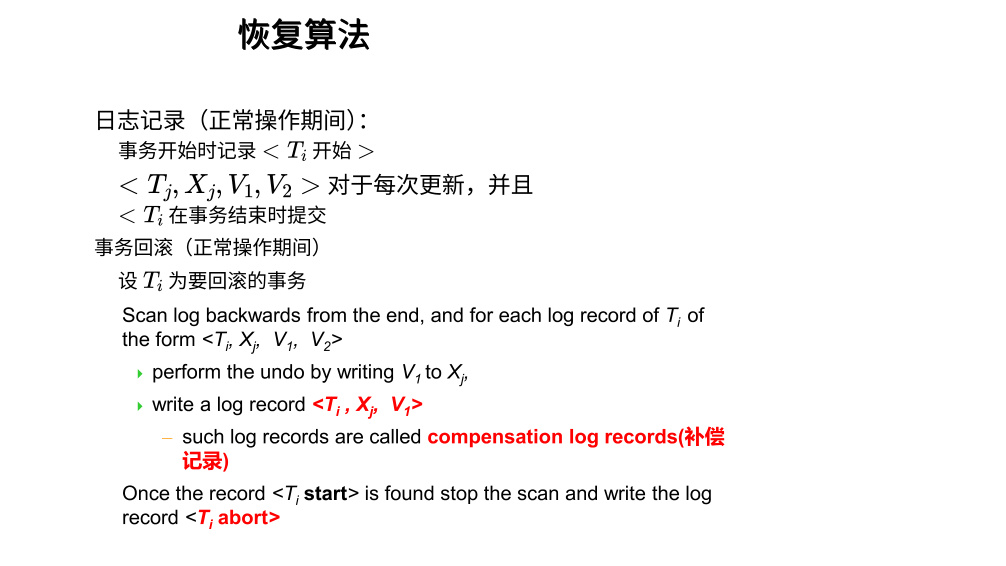 恢复算法
日志记录（正常操作期间）：
事务开始时记录 < T_i 开始 >
< T_j, X_j, V_1, V_2 > 对于每次更新，并且
< T_i 在事务结束时提交
事务回滚（正常操作期间）
设 T_i 为要回滚的事务
Scan log backwards from the end, and for each log record of T_i of
the form <T_i, X_j, V_1, V_2>
perform the undo by writing V_1 to X_j,
write a log record <T_i , X_j, V_1>
– such log records are called compensation log records(补偿
记录)
Once the record <T_i start> is found stop the scan and write the log
record <T_i abort>